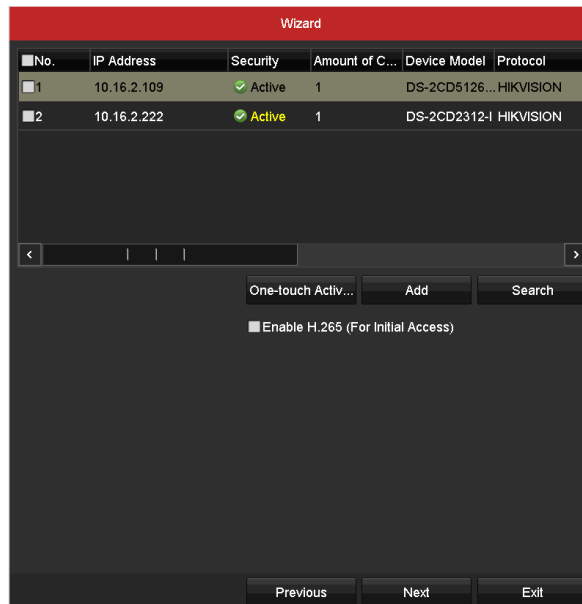 Wizard
No. IP Address Security Amount of C... Device Model Protocol
1 10.16.2.109 Active 1 DS-2CD5126... HIKVISION
2 10.16.2.222 Active 1 DS-2CD2312-I HIKVISION
One-touch Activ... Add Search
Enable H.265 (For Initial Access)
Previous Next Exit